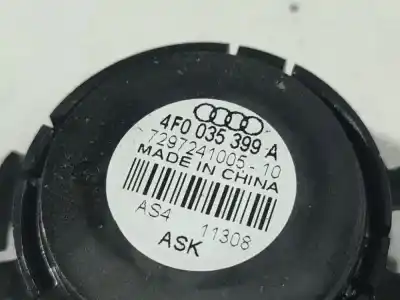 4F0 035 399 A
7297241005-10
MADE IN CHINA
AS4 11308
ASK